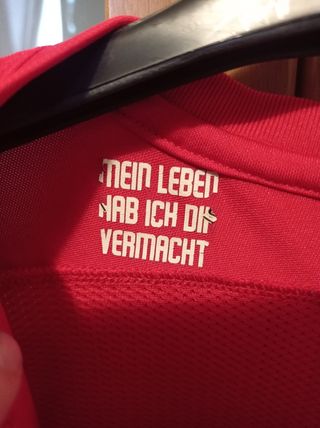 MEIN LEBEN
HAB ICH DIR
VERMACHT